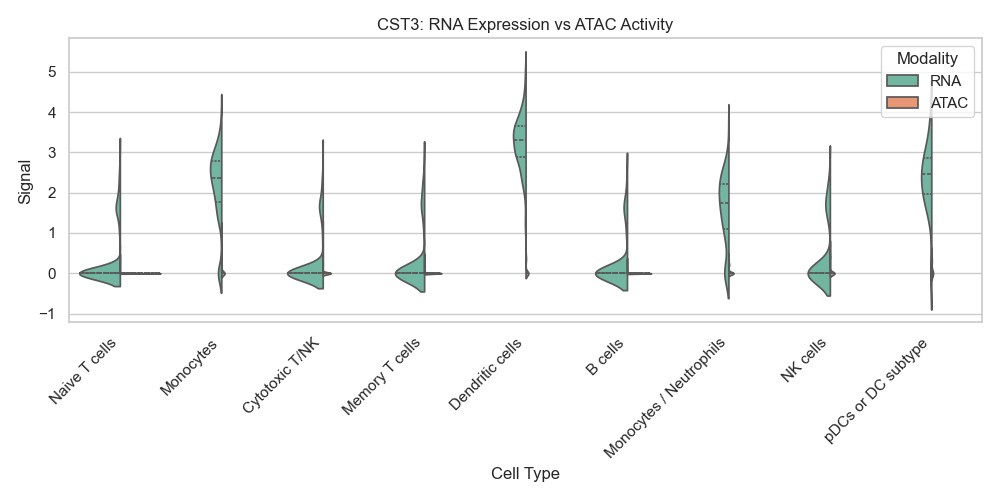 CST3: RNA Expression vs ATAC Activity
Modality
RNA
ATAC
Signal
5
4
3
2
1
0
−1
Naive T cells
Monocytes
Cytotoxic T/NK
Memory T cells
Dendritic cells
B cells
Monocytes / Neutrophils
NK cells
pDCs or DC subtype
Cell Type